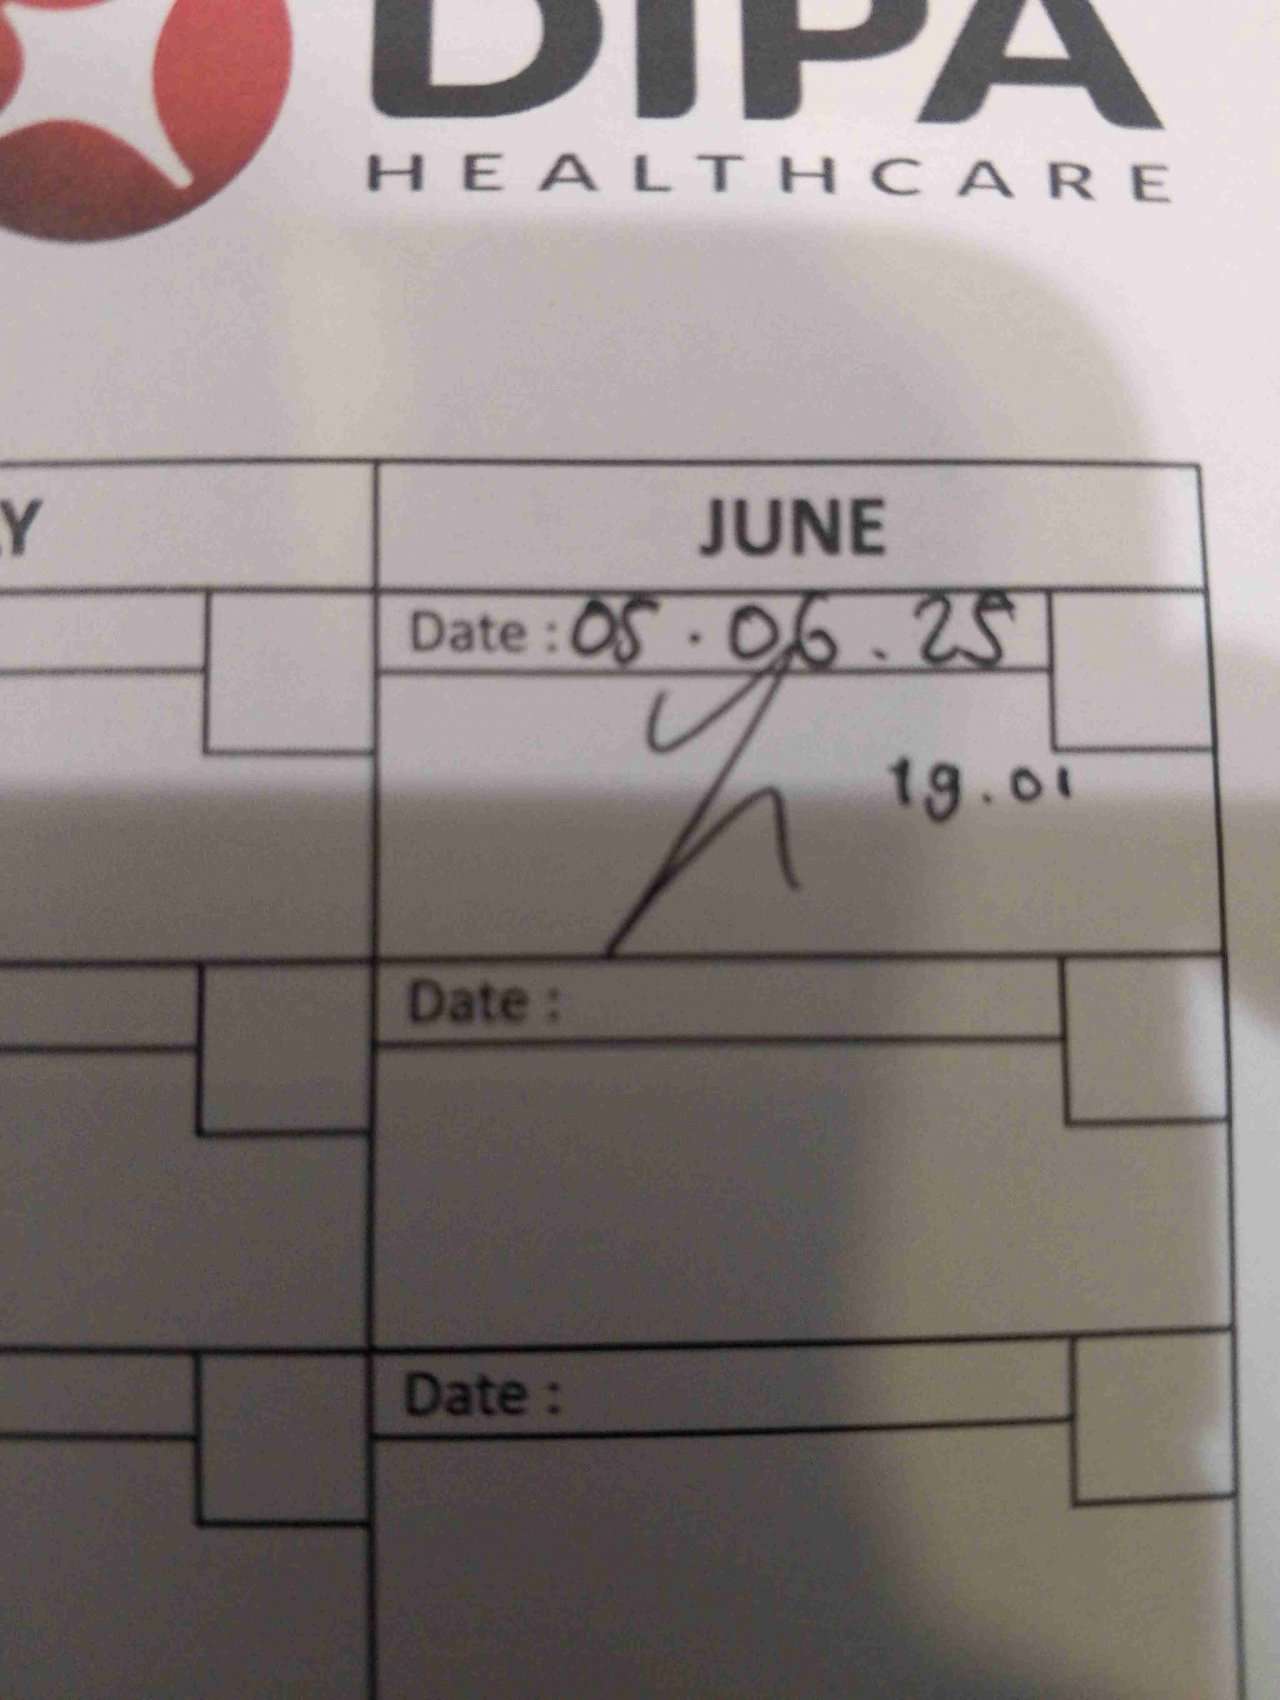 DIPA
HEALTHCARE
JUNE
Date : 05.06.25
19.01
Date :
Date :